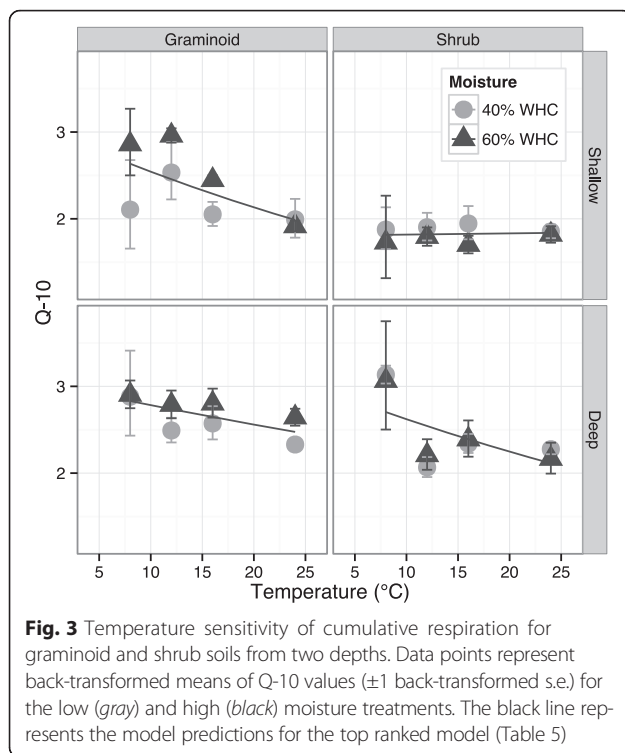 Graminoid
Shrub
Moisture
40% WHC
60% WHC
Shallow
Deep
Q-10
3
2
3
2
5 10 15 20 25 5 10 15 20 25
Temperature (°C)
Fig. 3 Temperature sensitivity of cumulative respiration for
graminoid and shrub soils from two depths. Data points represent
back-transformed means of Q-10 values (±1 back-transformed s.e.) for
the low (gray) and high (black) moisture treatments. The black line rep-
resents the model predictions for the top ranked model (Table 5)